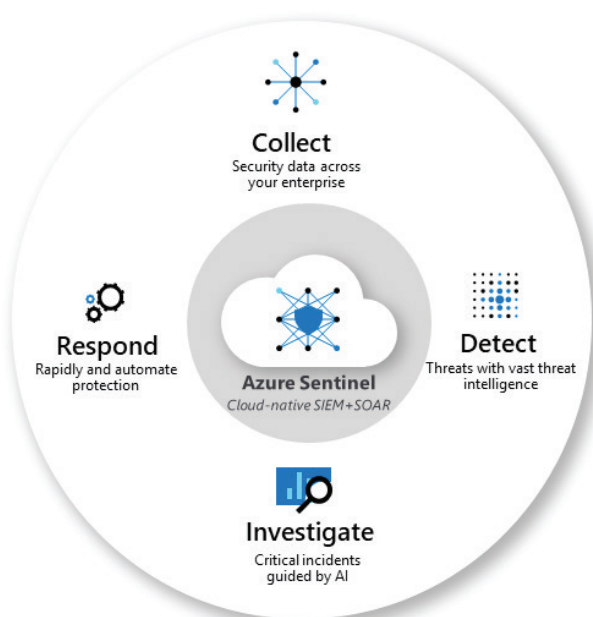 Collect
Security data across
your enterprise
Respond
Rapidly and automate
protection
Azure Sentinel
Cloud-native SIEM+SOAR
Detect
Threats with vast threat
intelligence
Investigate
Critical incidents
guided by AI